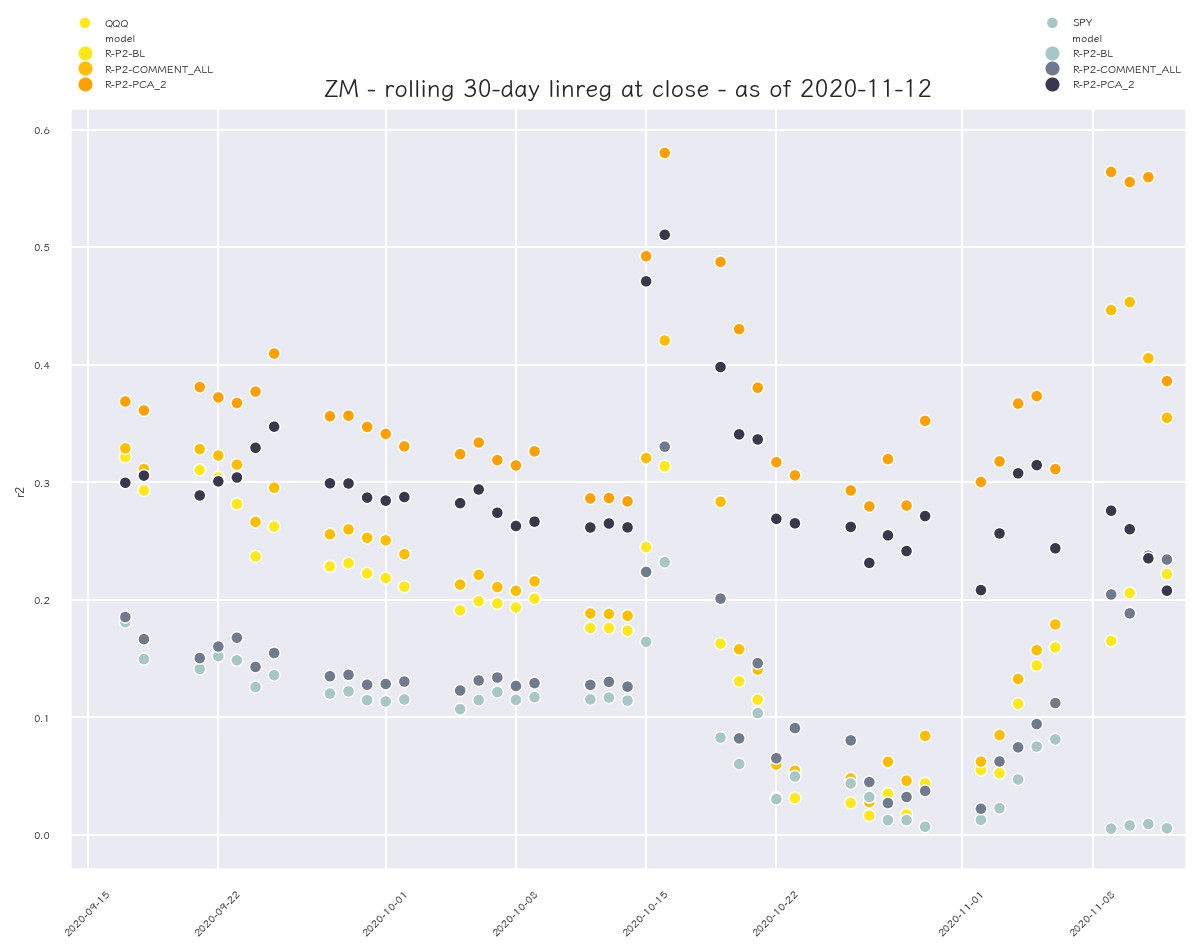 QQQ
model
R-P2-BL
R-P2-COMMENT_ALL
R-P2-PCA_2
SPY
model
R-P2-BL
R-P2-COMMENT_ALL
R-P2-PCA_2
ZM - rolling 30-day linreg at close - as of 2020-11-12
0.6
0.5
0.4
0.3
0.2
0.1
0.0
r2
2020-09-15
2020-09-22
2020-10-01
2020-10-08
2020-10-15
2020-10-22
2020-11-01
2020-11-08